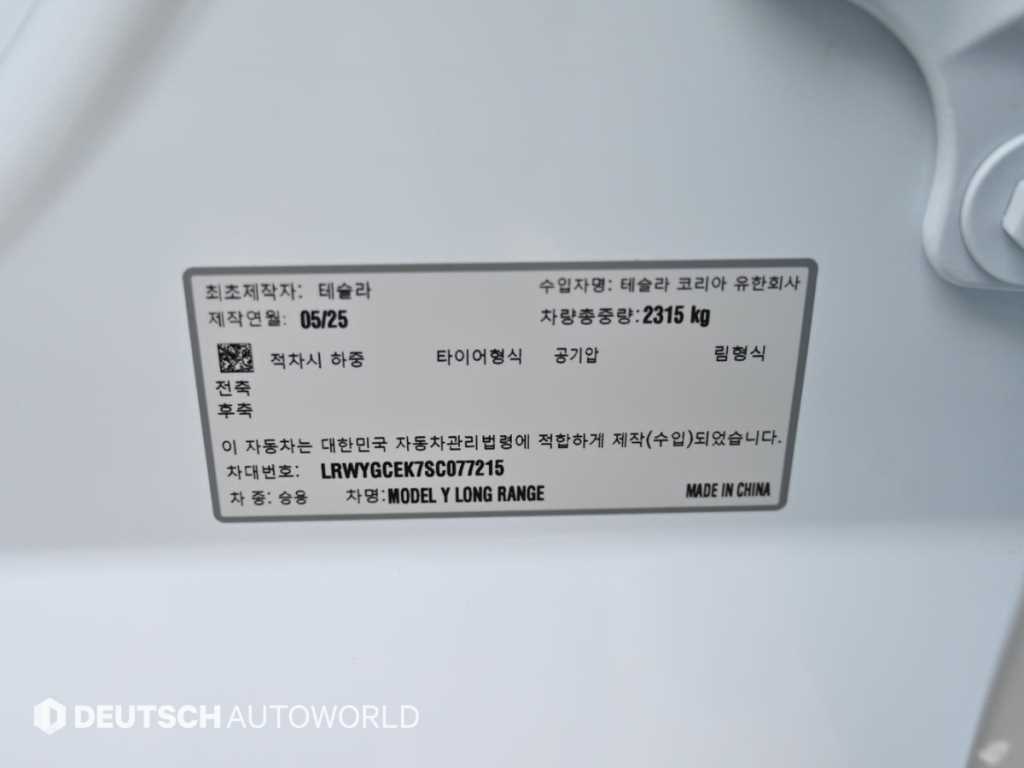 최초제작자: 테슬라 수입자명: 테슬라 코리아 유한회사
제작연월: 05/25 차량총중량: 2315 kg
적차시 하중 타이어형식 공기압 림형식
전축
후축
이 자동차는 대한민국 자동차관리법령에 적합하게 제작(수입)되었습니다.
차대번호: LRWYGCEK7SC077215
차 종: 승용 차명: MODEL Y LONG RANGE MADE IN CHINA
DEUTSCH AUTOWORLD